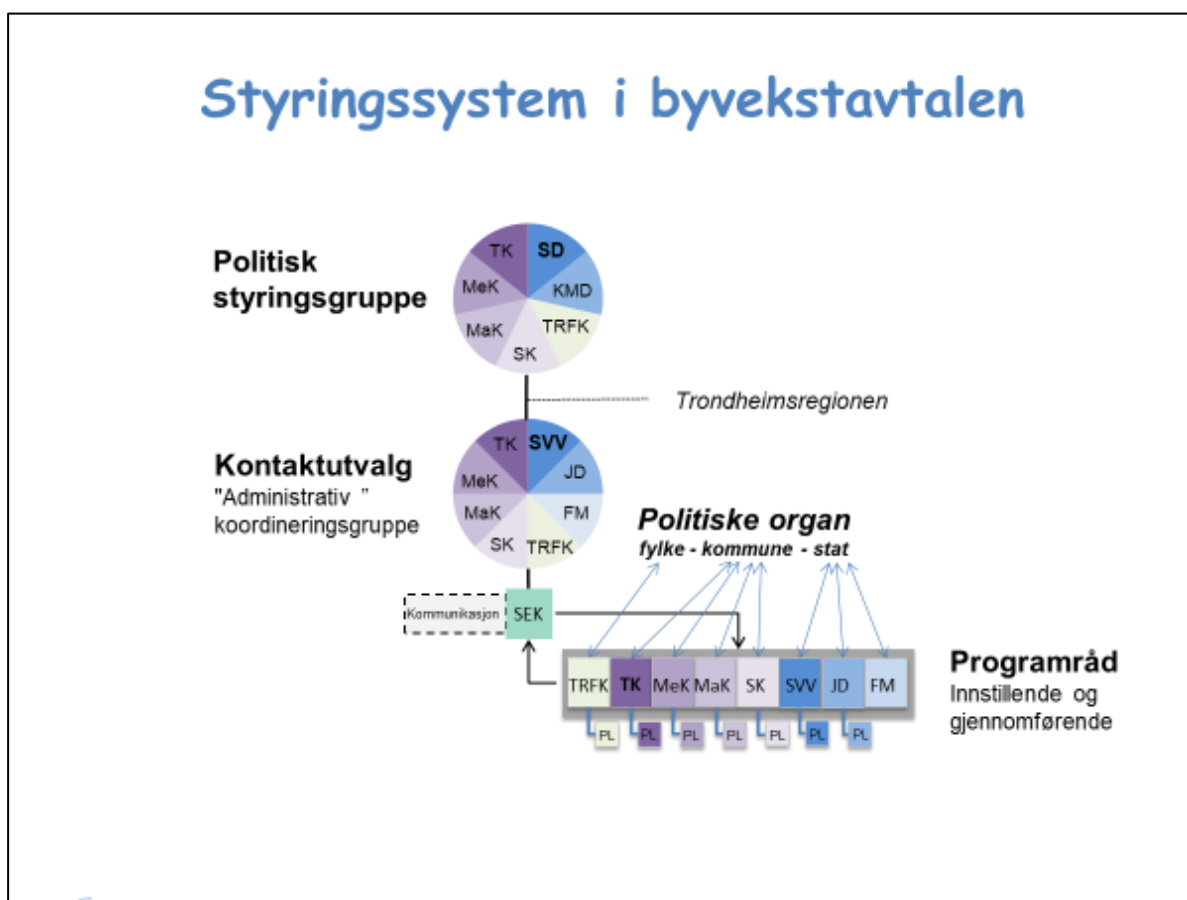 Styringssystem i byvekstavtalen
Politisk
styringsgruppe
TK
SD
MeK
KMD
MaK
TRFK
SK
Trondheimsregionen
Kontaktutvalg
"Administrativ ”
koordineringsgruppe
TK
SVV
MeK
JD
MaK
FM
SK
TRFK
Politiske organ
fylke - kommune - stat
Kommunikasjon
SEK
TRFK
TK
MeK
MaK
SK
SVV
JD
FM
PL
PL
PL
PL
PL
PL
PL
Programråd
Innstillende og
gjennomførende